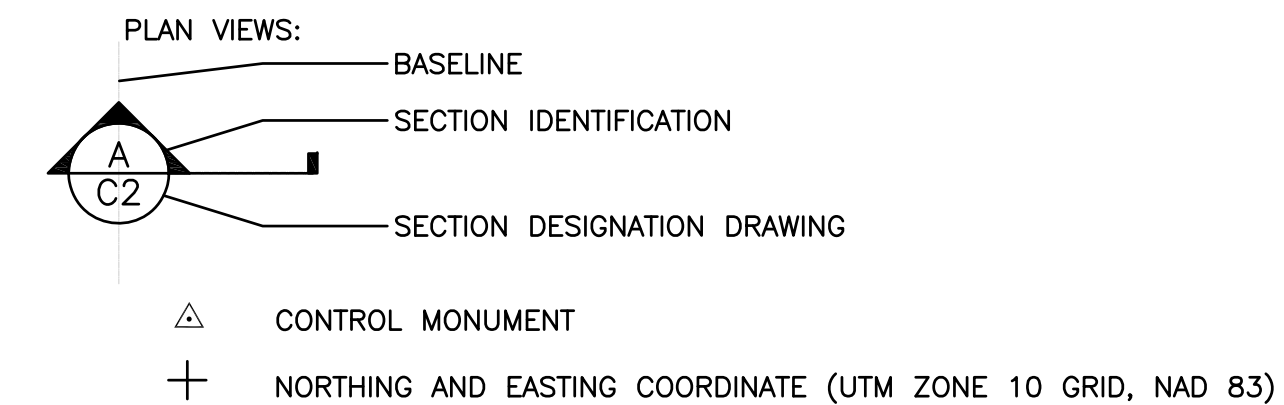 PLAN VIEWS:
BASELINE
SECTION IDENTIFICATION
A
C2
SECTION DESIGNATION DRAWING
CONTROL MONUMENT
NORTHING AND EASTING COORDINATE (UTM ZONE 10 GRID, NAD 83)